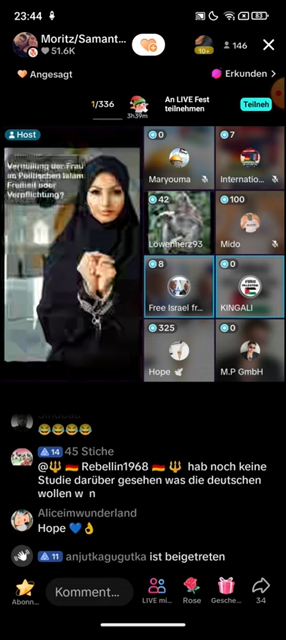 23:44
83
Moritz/Samant...
51.6K
10+
146
Angesagt
Erkunden >
1/336
3h39m
An LIVE Fest
teilnehmen
Teilneh
Host
Vermüllung der Frau
im Politischen Islam:
Freiheit oder
Verpflichtung?
0
Maryouma
7
Internatio...
42
Löwenherz93
100
Mido
8
Free Israel fr...
0
KINGALI
325
Hope
0
M.P GmbH
14 45 Stiche
@ Rebellin1968 hab noch keine
Studie darüber gesehen was die deutschen
wollen w n
Aliceimwunderland
Hope 💙👌
11 anjutkagugutka ist beigetreten
Abonn...
Komment...
LIVE mi...
Rose
Gesche...
34